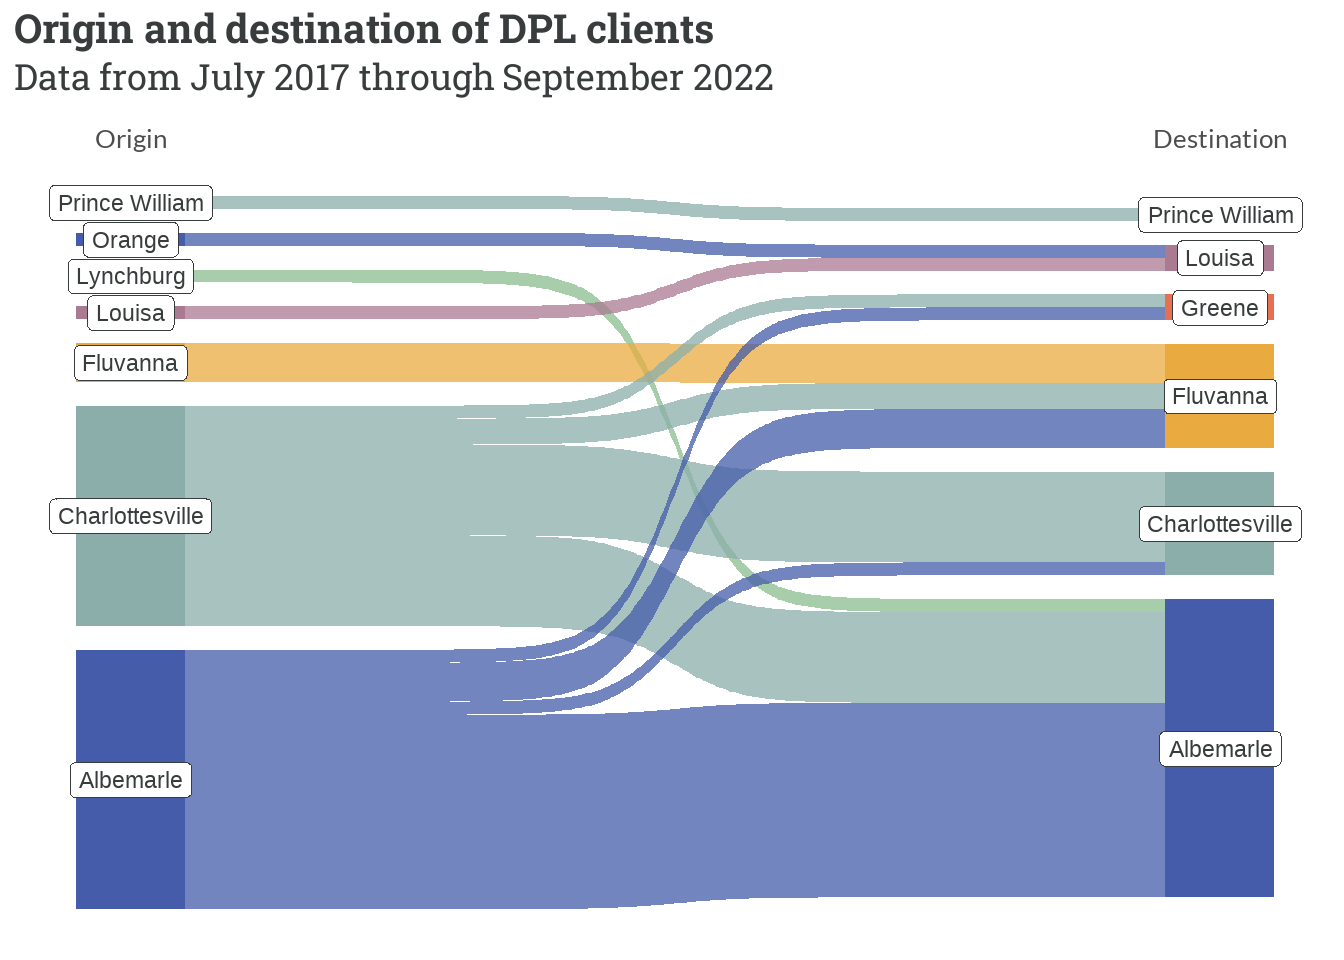 Origin and destination of DPL clients
Data from July 2017 through September 2022
Origin
Destination
Prince William
Orange
Lynchburg
Louisa
Fluvanna
Charlottesville
Albemarle
Prince William
Louisa
Greene
Fluvanna
Charlottesville
Albemarle